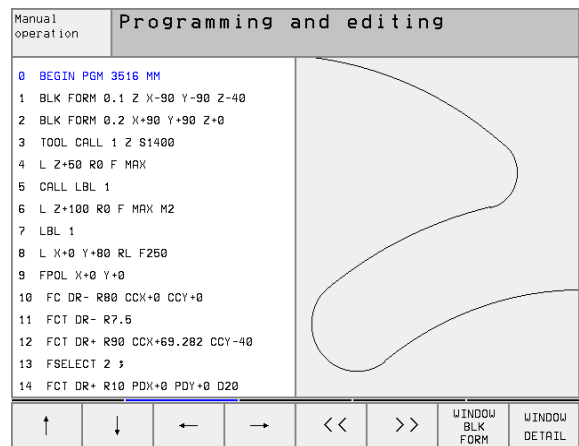 Manual
operation
Programming and editing
0 BEGIN PGM 3516 MM
1 BLK FORM 0.1 Z X-90 Y-90 Z-40
2 BLK FORM 0.2 X+90 Y+90 Z+0
3 TOOL CALL 1 Z S1400
4 L Z+50 R0 F MAX
5 CALL LBL 1
6 L Z+100 R0 F MAX M2
7 LBL 1
8 L X+0 Y+80 RL F250
9 FPOL X+0 Y+0
10 FC DR- R80 CCX+0 CCY+0
11 FCT DR- R7.5
12 FCT DR+ R90 CCX+69.282 CCY-40
13 FSELECT 2 ;
14 FCT DR+ R10 PDX+0 PDY+0 D20
↑ ↓ ← → << >>
WINDOW
BLK
FORM
WINDOW
DETAIL